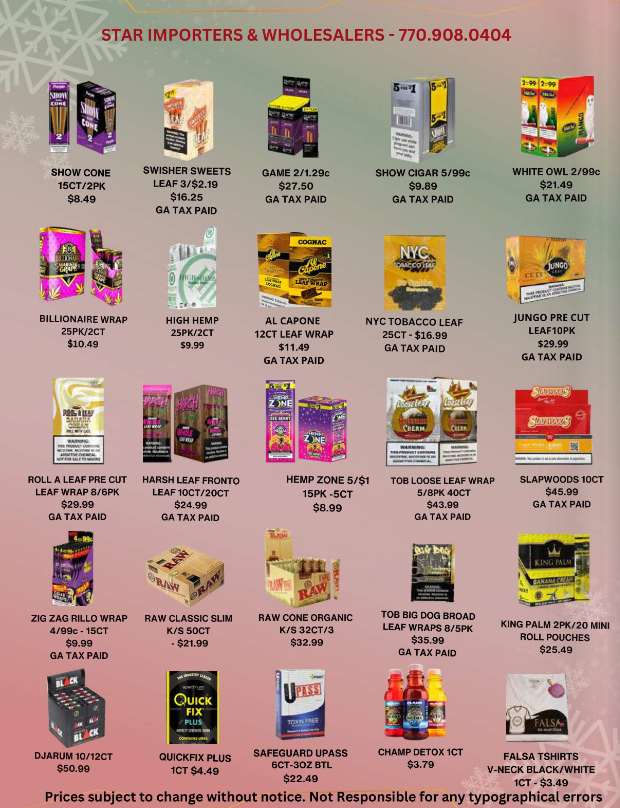 STAR IMPORTERS & WHOLESALERS - 770.908.0404
SHOW CONE
15CT/2PK
$8.49
SWISHER SWEETS
LEAF 3/$2.19
$16.25
GA TAX PAID
GAME 2/1.29c
$27.50
GA TAX PAID
SHOW CIGAR 5/99c
$9.89
GA TAX PAID
WHITE OWL 2/99c
$21.49
GA TAX PAID
BILLIONAIRE WRAP
25PK/2CT
$10.49
HIGH HEMP
25PK/2CT
$9.99
AL CAPONE
12CT LEAF WRAP
$11.49
GA TAX PAID
NYC TOBACCO LEAF
25CT - $16.99
GA TAX PAID
JUNGO PRE CUT
LEAF10PK
$29.99
GA TAX PAID
ROLL A LEAF PRE CUT
LEAF WRAP 8/6PK
$29.99
GA TAX PAID
HARSH LEAF FRONTO
LEAF 10CT/20CT
$24.99
GA TAX PAID
HEMP ZONE 5/$1
15PK -5CT
$8.99
TOB LOOSE LEAF WRAP
5/8PK 40CT
$43.99
GA TAX PAID
SLAPWOODS 10CT
$45.99
GA TAX PAID
ZIG ZAG RILLO WRAP
4/99c - 15CT
$9.99
GA TAX PAID
RAW CLASSIC SLIM
K/S 50CT
- $21.99
RAW CONE ORGANIC
K/S 32CT/3
$32.99
TOB BIG DOG BROAD
LEAF WRAPS 8/5PK
$35.99
GA TAX PAID
KING PALM 2PK/20 MINI
ROLL POUCHES
$25.49
DJARUM 10/12CT
$50.99
QUICKFIX PLUS
1CT $4.49
SAFEGUARD UPASS
6CT-3OZ BTL
$22.49
CHAMP DETOX 1CT
$3.79
FALSA TSHIRTS
V-NECK BLACK/WHITE
1CT - $3.49
Prices subject to change without notice. Not Responsible for any typographical errors